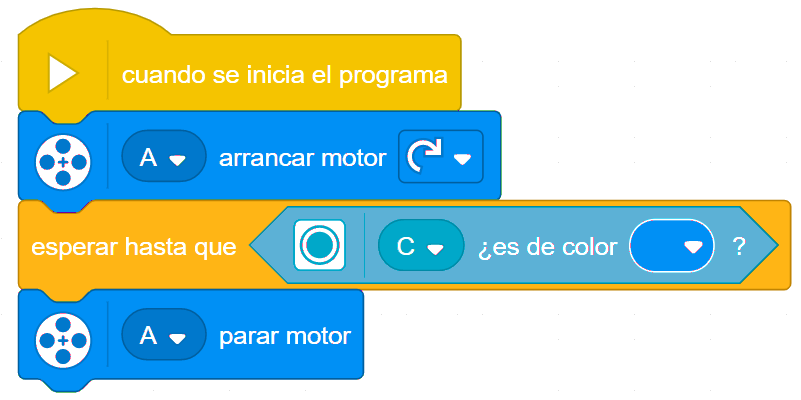 cuando se inicia el programa
A arrancar motor
esperar hasta que C ¿es de color ?
A parar motor